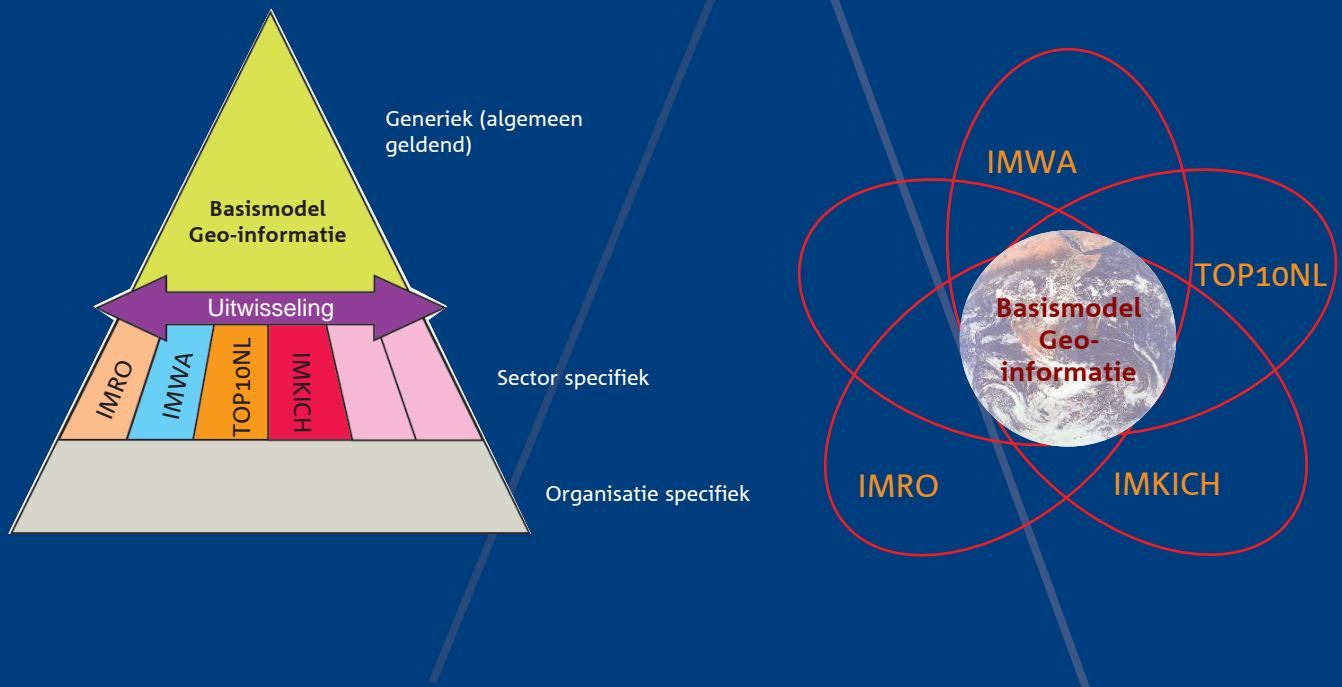 Generiek (algemeen
geldend)
Basismodel
Geo-informatie
Uitwisseling
IMRO
IMWA
TOP10NL
IMKICH
Sector specifiek
Organisatie specifiek
IMWA
TOP10NL
Basismodel
Geo-
informatie
IMRO
IMKICH